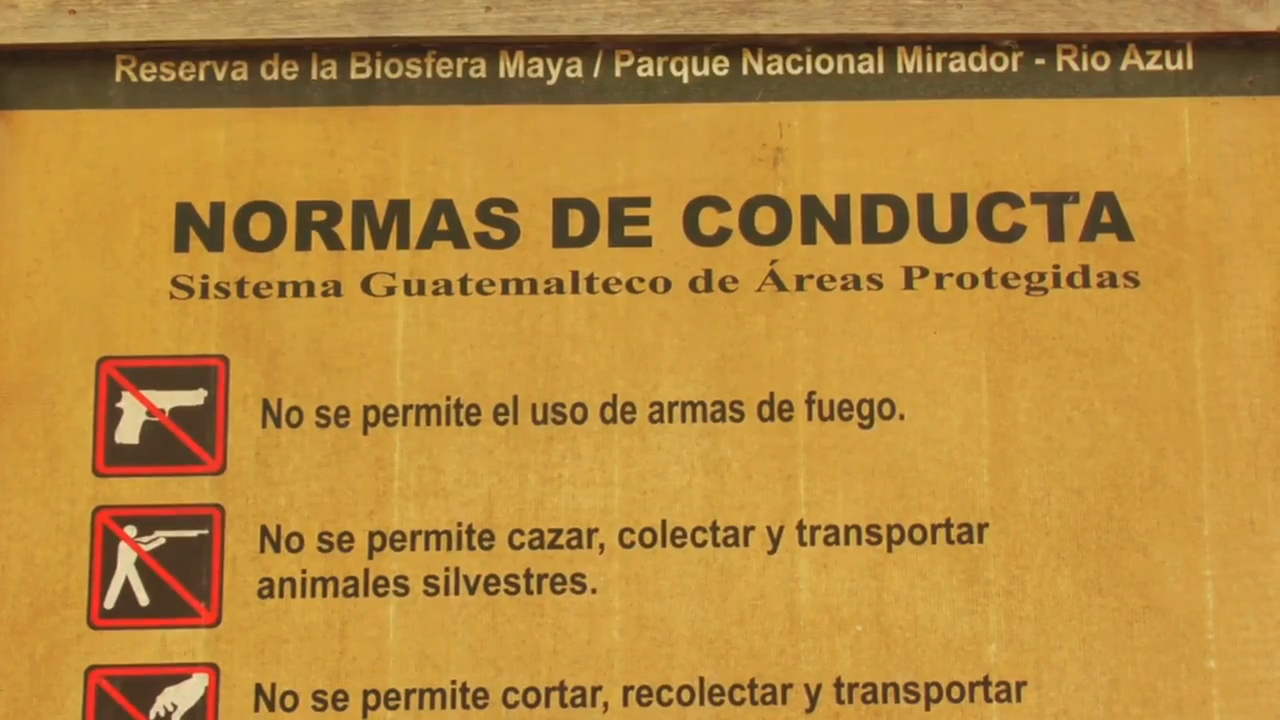 Reserva de la Biosfera Maya / Parque Nacional Mirador - Rio Azul
NORMAS DE CONDUCTA
Sistema Guatemalteco de Áreas Protegidas
No se permite el uso de armas de fuego.
No se permite cazar, colectar y transportar
animales silvestres.
No se permite cortar, recolectar y transportar